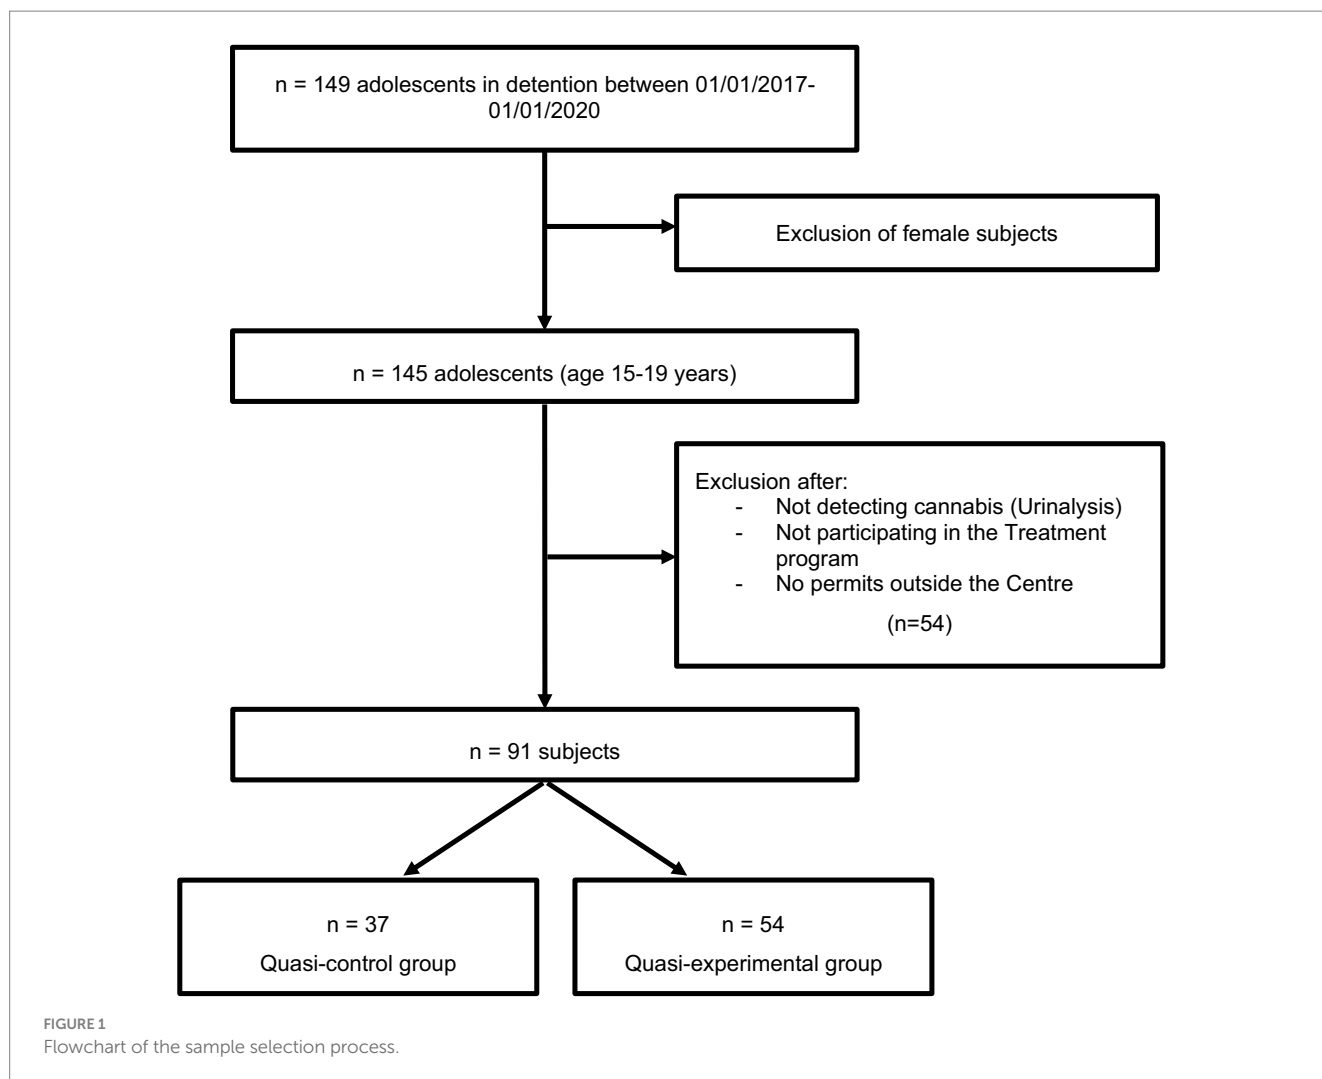 n = 149 adolescents in detention between 01/01/2017-
01/01/2020
Exclusion of female subjects
n = 145 adolescents (age 15-19 years)
Exclusion after:
- Not detecting cannabis (Urinalysis)
- Not participating in the Treatment
program
- No permits outside the Centre
(n=54)
n = 91 subjects
n = 37
Quasi-control group
n = 54
Quasi-experimental group
FIGURE 1
Flowchart of the sample selection process.